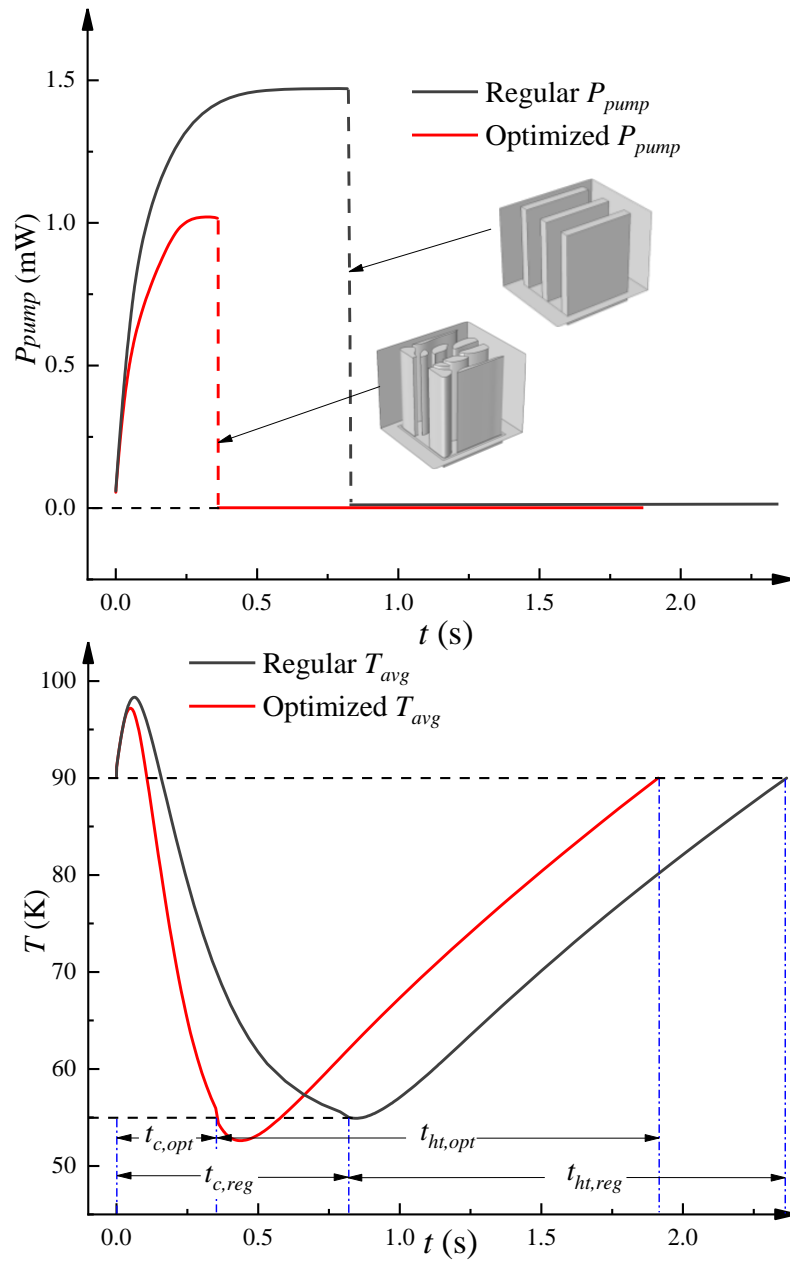 1.5
Regular P_pump
Optimized P_pump
1.0
P_pump (mW)
0.5
0.0
0.0 0.5 1.0 1.5 2.0
t (s)
Regular T_avg
Optimized T_avg
100
90
80
T (K)
70
60
50
t_c,opt t_ht,opt
t_c,reg t_ht,reg
0.0 0.5 1.0 1.5 2.0
t (s)